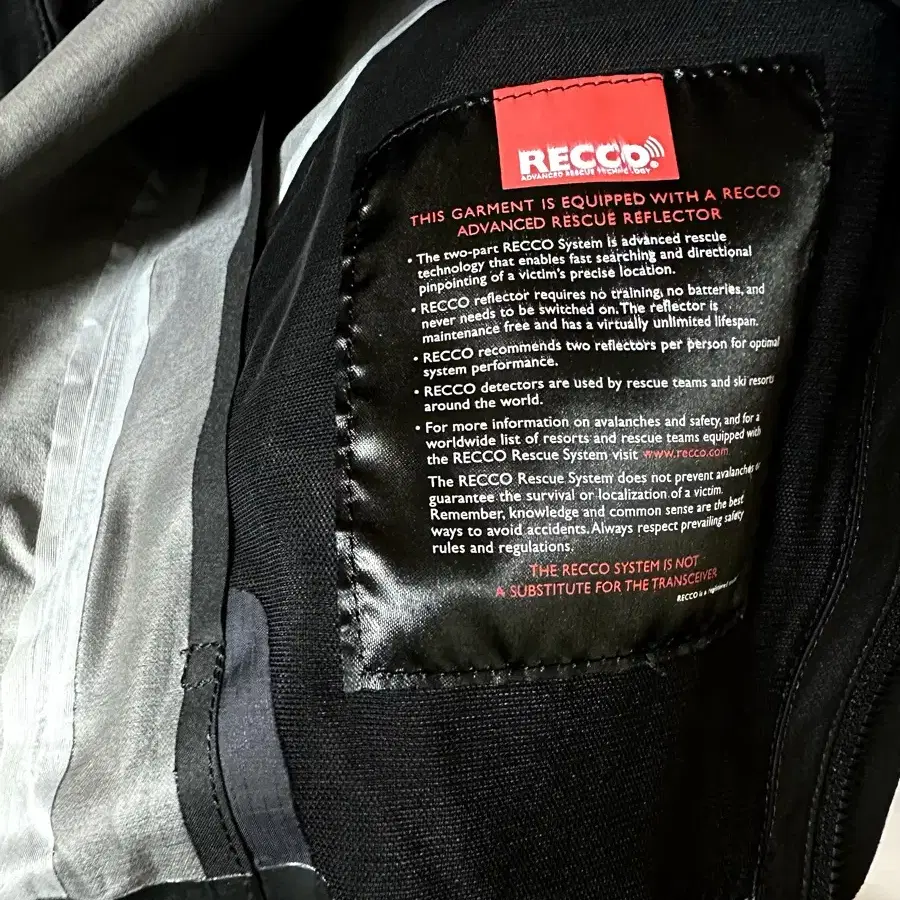 RECCO
ADVANCED RESCUE TECHNOLOGY
THIS GARMENT IS EQUIPPED WITH A RECCO
ADVANCED RESCUE REFLECTOR
• The two-part RECCO System is advanced rescue
technology that enables fast searching and directional
pinpointing of a victim's precise location.
• RECCO reflector requires no training, no batteries, and
never needs to be switched on. The reflector is
maintenance free and has a virtually unlimited lifespan.
• RECCO recommends two reflectors per person for optimal
system performance.
• RECCO detectors are used by rescue teams and ski resorts
around the world.
• For more information on avalanches and safety, and for a
worldwide list of resorts and rescue teams equipped with
the RECCO Rescue System visit www.recco.com
The RECCO Rescue System does not prevent avalanches or
guarantee the survival or localization of a victim.
Remember, knowledge and common sense are the best
ways to avoid accidents. Always respect prevailing safety
rules and regulations.
THE RECCO SYSTEM IS NOT
A SUBSTITUTE FOR THE TRANSCEIVER
RECCO is a registered